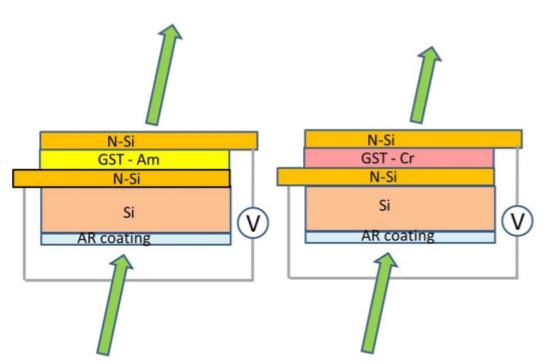 N-Si
GST - Am
N-Si
Si
V
AR coating
N-Si
GST - Cr
N-Si
Si
V
AR coating